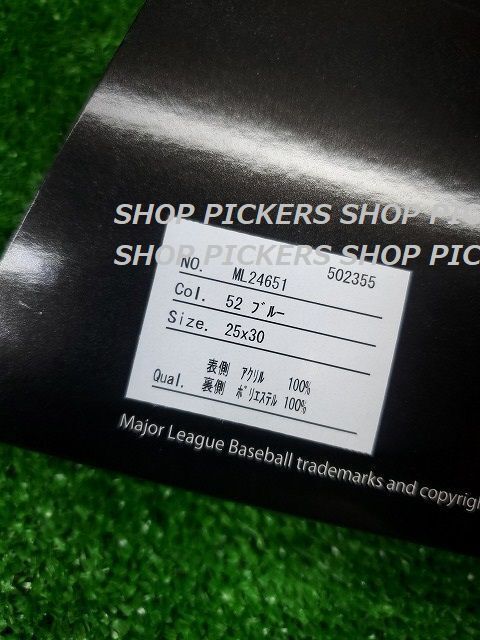 SHOP PICKERS SHOP PICKERS
SHOP PICKERS SHOP PIC
NO. ML24651 502355
Col. 52 ブルー
Size. 25x30
表側 アクリル 100%
Qual. 裏側 ポリエステル 100%
Major League Baseball trademarks and copyrigh